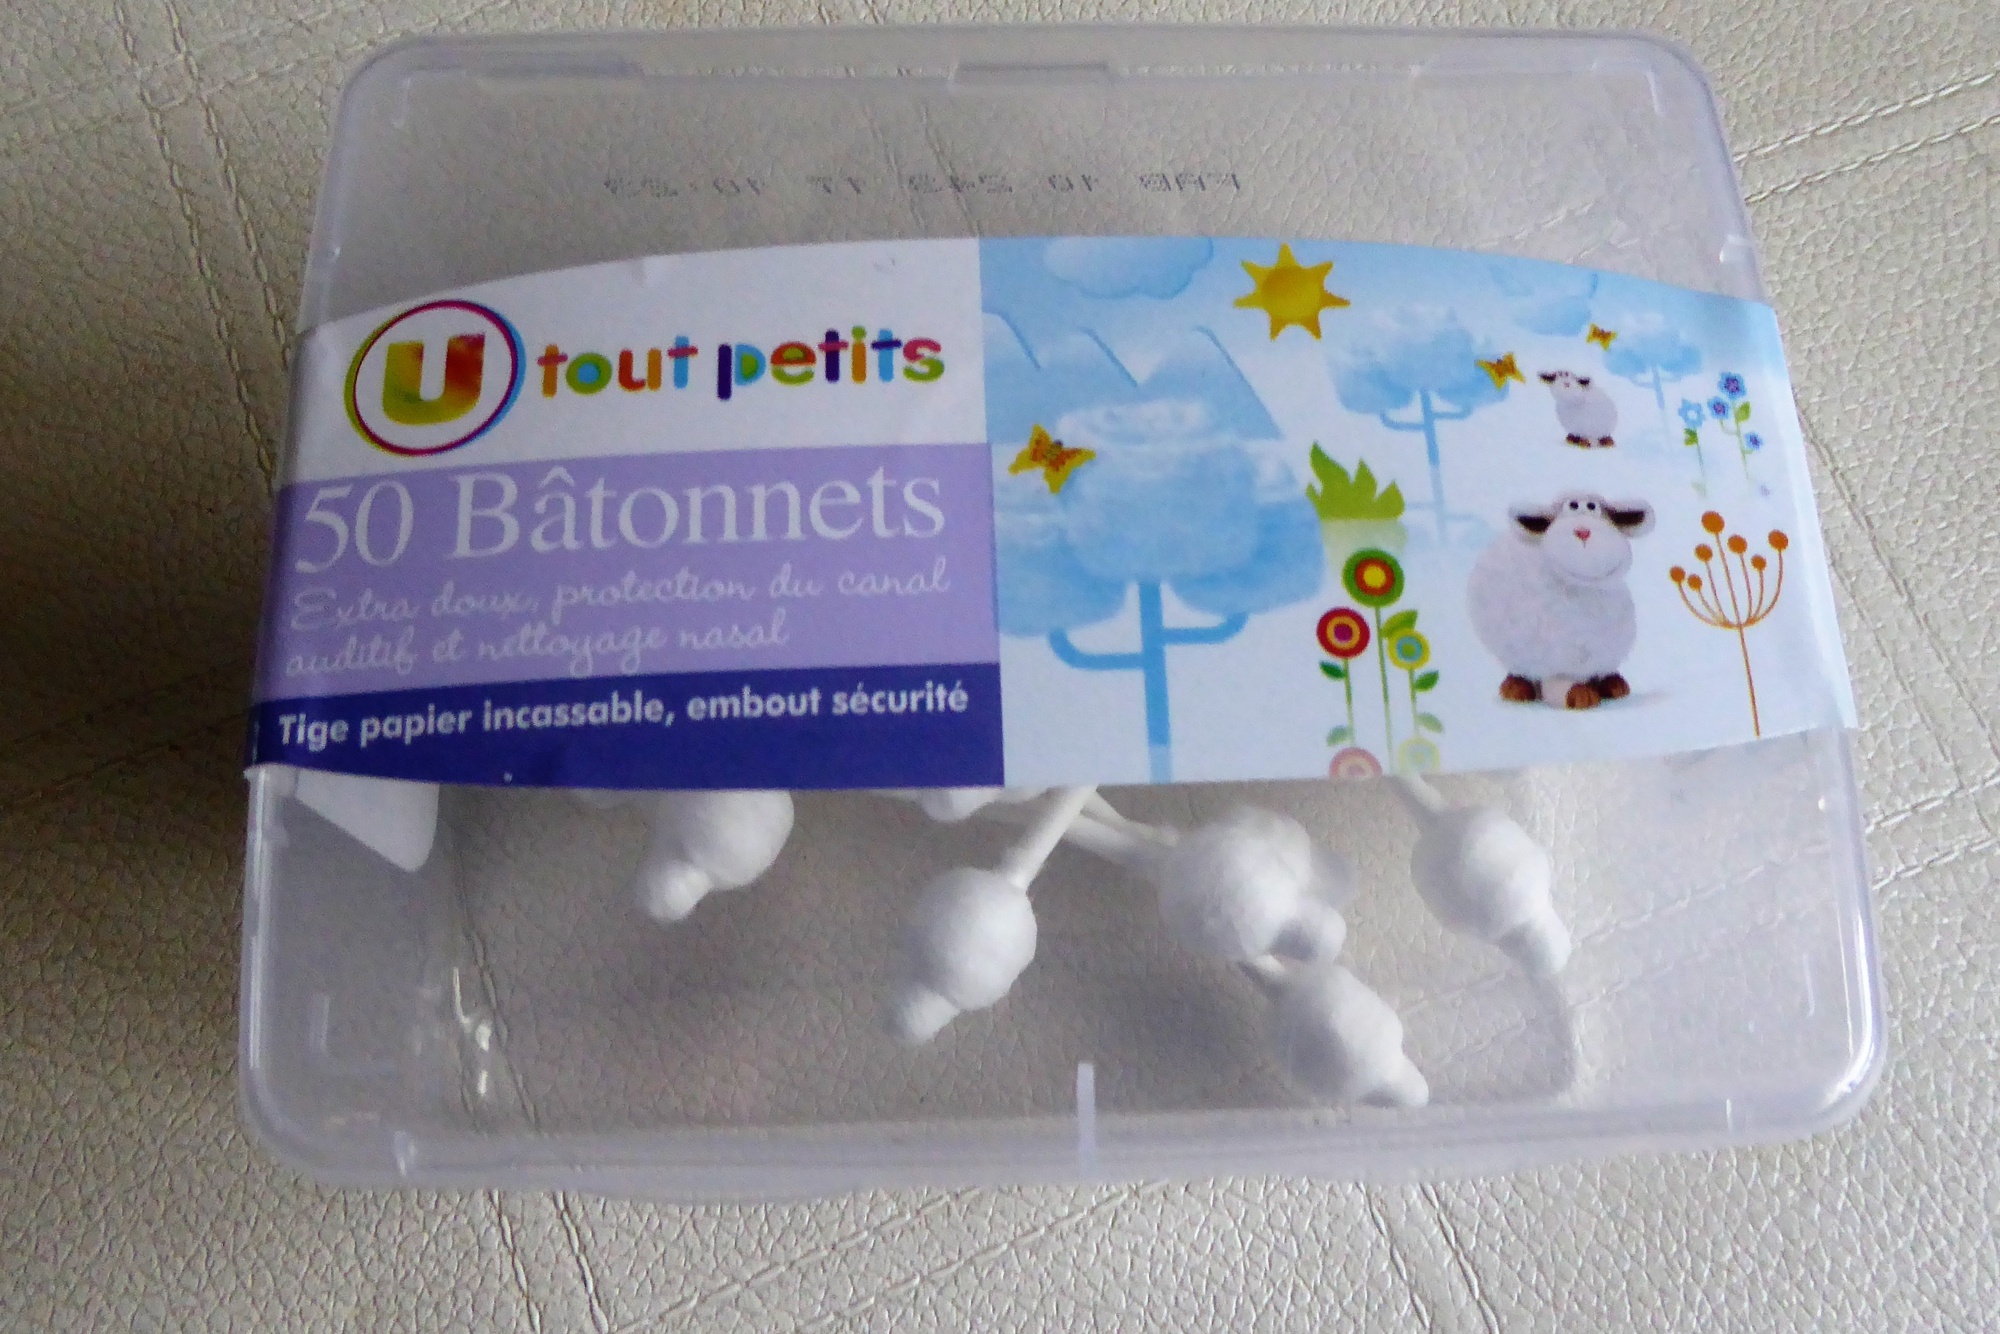 U tout petits
50 Bâtonnets
Extra doux, protection du canal
auditif et nettoyage nasal
Tige papier incassable, embout sécurité